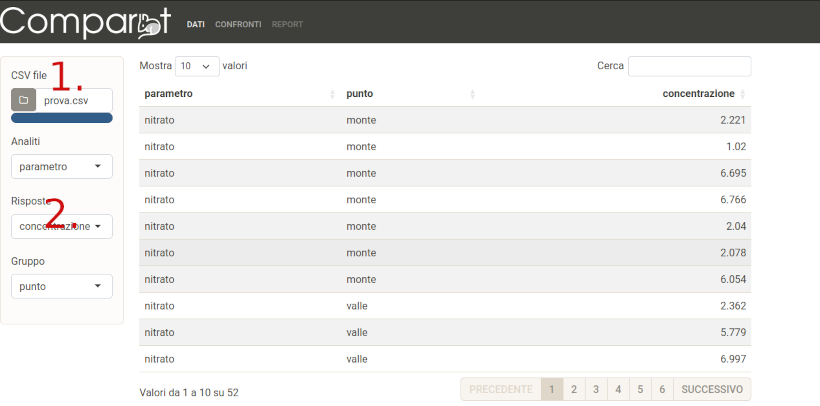 Comparat
DATI CONFRONTI REPORT
CSV file
1.
prova.csv
Analiti
parametro
Risposte
2.
concentrazione
Gruppo
punto
Mostra 10 valori
Cerca
parametro punto concentrazione
nitrato monte 2.221
nitrato monte 1.02
nitrato monte 6.695
nitrato monte 6.766
nitrato monte 2.04
nitrato monte 2.078
nitrato monte 6.054
nitrato valle 2.362
nitrato valle 5.779
nitrato valle 6.997
Valori da 1 a 10 su 52
PRECEDENTE 1 2 3 4 5 6 SUCCESSIVO